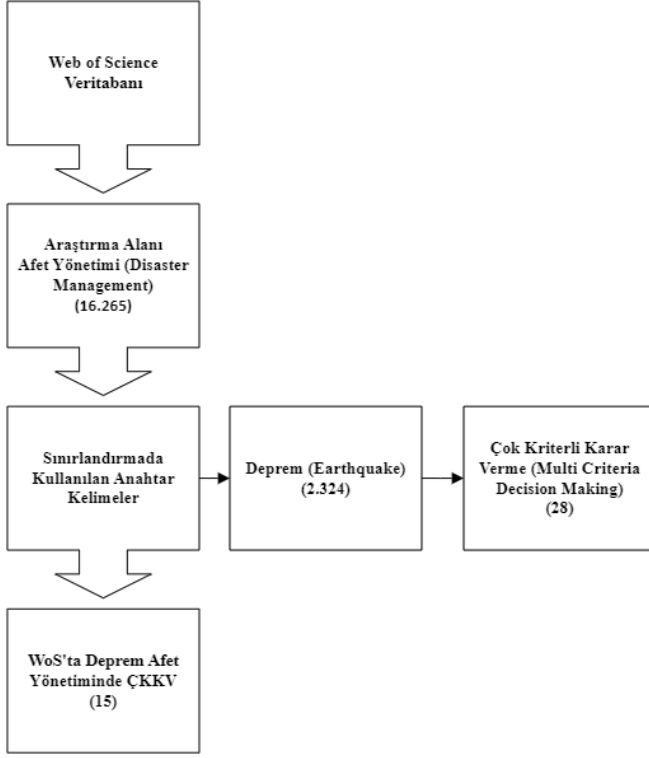 Web of Science
Veritabanı
Araştırma Alanı
Afet Yönetimi (Disaster
Management)
(16.265)
Sınırlandırmada
Kullanılan Anahtar
Kelimeler
Deprem (Earthquake)
(2.324)
Çok Kriterli Karar
Verme (Multi Criteria
Decision Making)
(28)
WoS'ta Deprem Afet
Yönetiminde ÇKKV
(15)